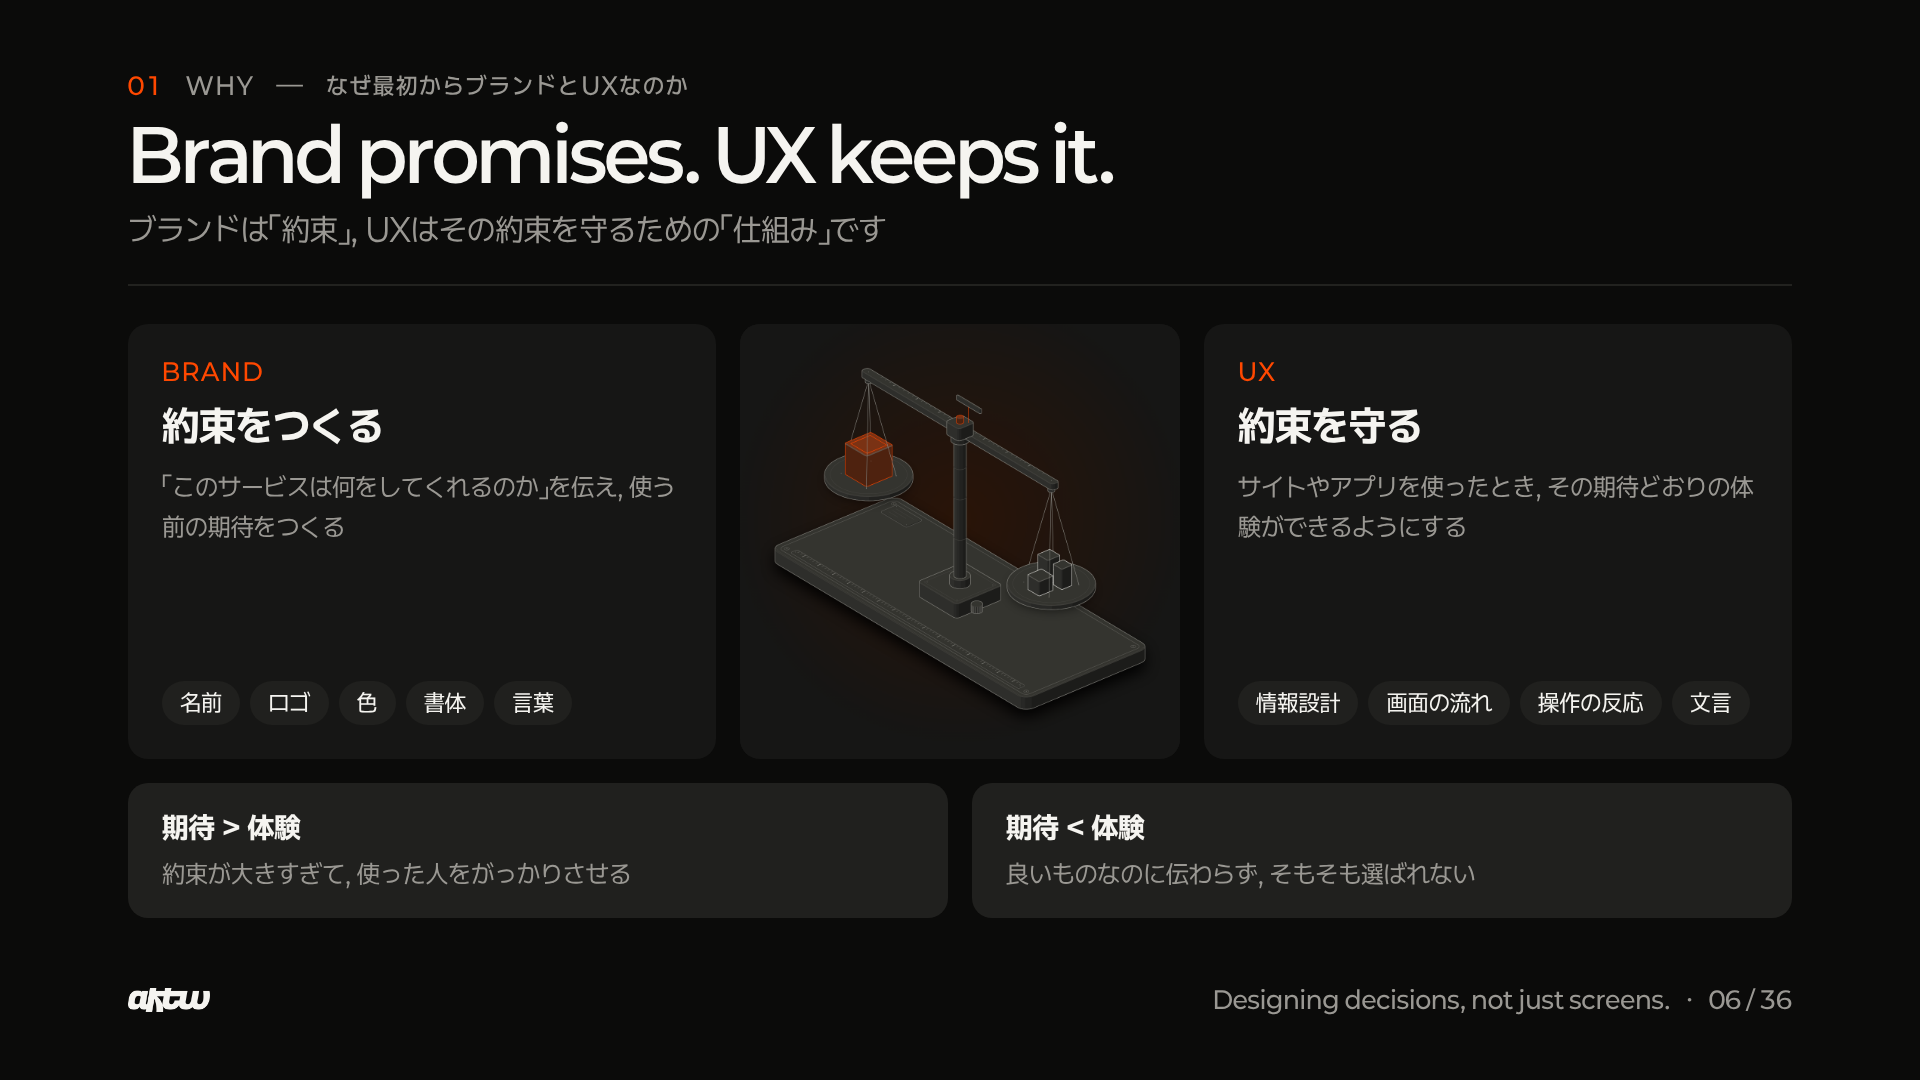 01 WHY — なぜ最初からブランドとUXなのか
Brand promises. UX keeps it.
ブランドは「約束」, UXはその約束を守るための「仕組み」です
BRAND
約束をつくる
「このサービスは何をしてくれるのか」を伝え, 使う
前の期待をつくる
名前 ロゴ 色 書体 言葉
UX
約束を守る
サイトやアプリを使ったとき, その期待どおりの体
験ができるようにする
情報設計 画面の流れ 操作の反応 文言
期待 > 体験
約束が大きすぎて, 使った人をがっかりさせる
期待 < 体験
良いものなのに伝わらず, そもそも選ばれない
aktw
Designing decisions, not just screens. · 06 / 36